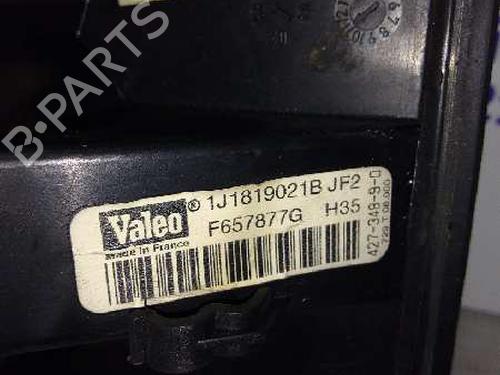 B-PARTS
Valeo® 1J1819021B JF2
made in France F657877G H35
427-348-9-0